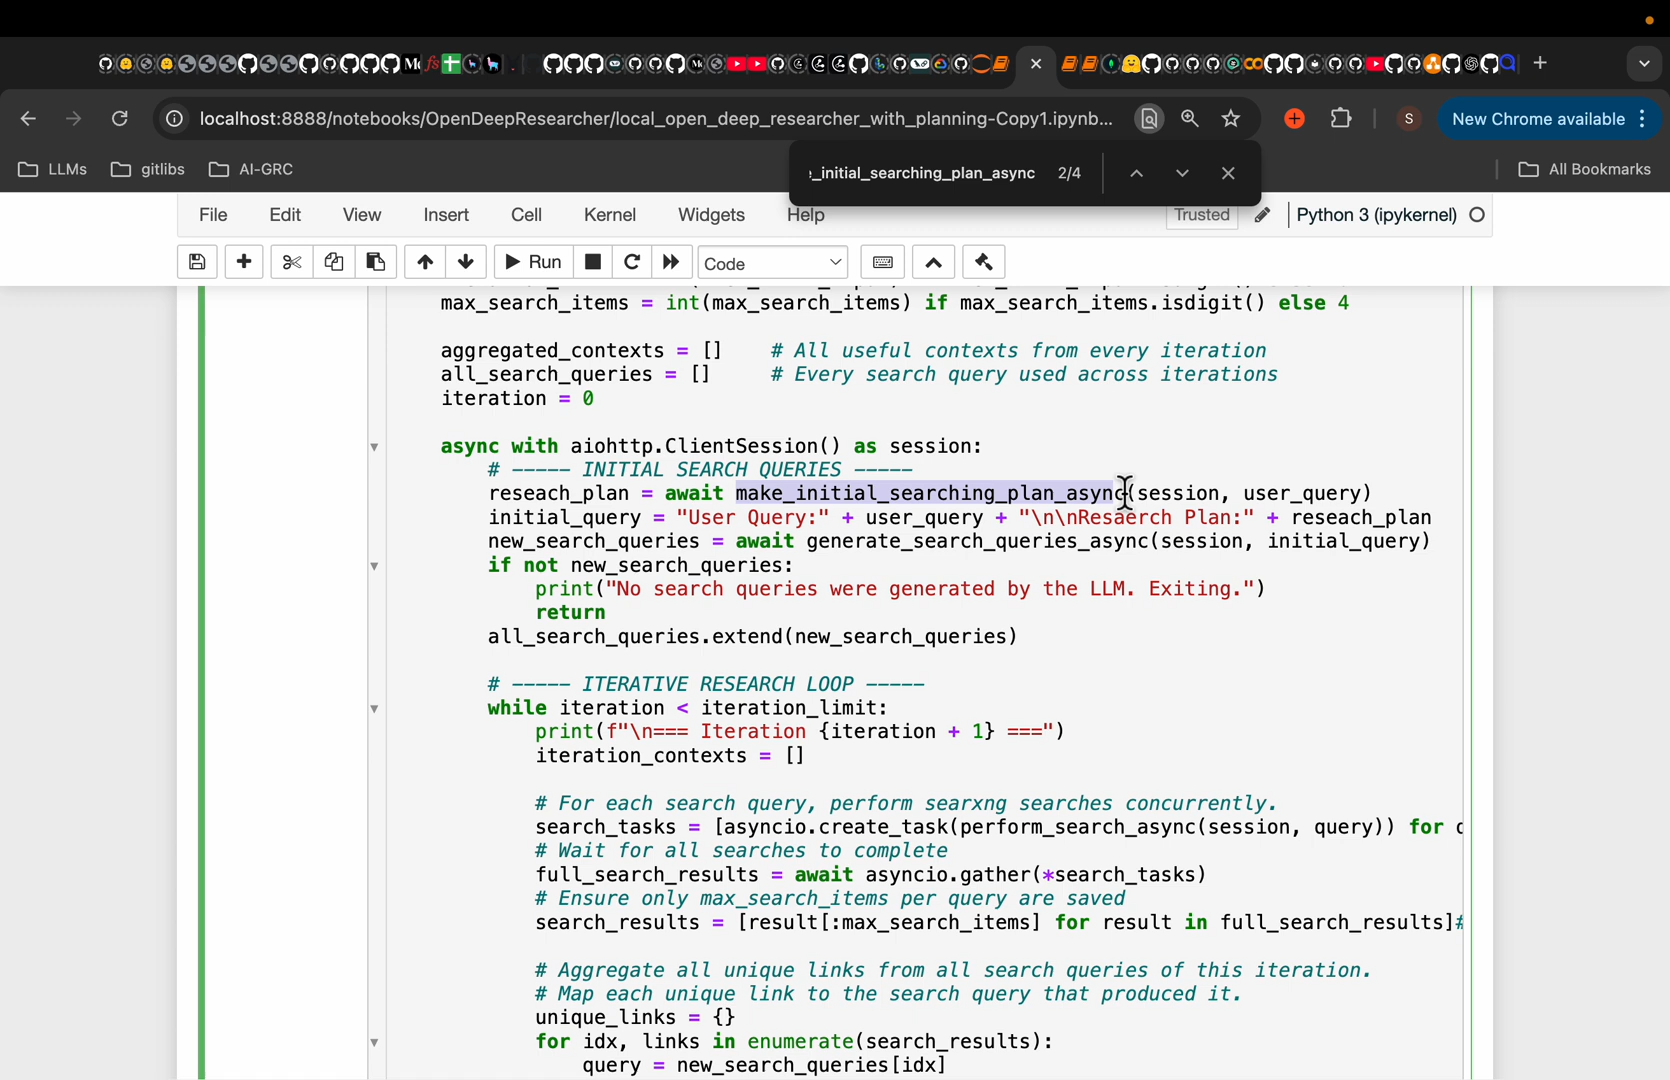 localhost:8888/notebooks/OpenDeepResearcher/local_open_deep_researcher_with_planning-Copy1.ipynb...
S
New Chrome available
LLMs
gitlibs
AI-GRC
_initial_searching_plan_async 2/4
All Bookmarks
File Edit View Insert Cell Kernel Widgets Help
Trusted
Python 3 (ipykernel)
Run
Code
max_search_items = int(max_search_items) if max_search_items.isdigit() else 4
aggregated_contexts = [] # All useful contexts from every iteration
all_search_queries = [] # Every search query used across iterations
iteration = 0
async with aiohttp.ClientSession() as session:
# ----- INITIAL SEARCH QUERIES -----
reseach_plan = await make_initial_searching_plan_async(session, user_query)
initial_query = "User Query:" + user_query + "\n\nResaerch Plan:" + reseach_plan
new_search_queries = await generate_search_queries_async(session, initial_query)
if not new_search_queries:
print("No search queries were generated by the LLM. Exiting.")
return
all_search_queries.extend(new_search_queries)
# ----- ITERATIVE RESEARCH LOOP -----
while iteration < iteration_limit:
print(f"\n=== Iteration {iteration + 1} ===")
iteration_contexts = []
# For each search query, perform searxng searches concurrently.
search_tasks = [asyncio.create_task(perform_search_async(session, query)) for
# Wait for all searches to complete
full_search_results = await asyncio.gather(*search_tasks)
# Ensure only max_search_items per query are saved
search_results = [result[:max_search_items] for result in full_search_results]#
# Aggregate all unique links from all search queries of this iteration.
# Map each unique link to the search query that produced it.
unique_links = {}
for idx, links in enumerate(search_results):
query = new_search_queries[idx]